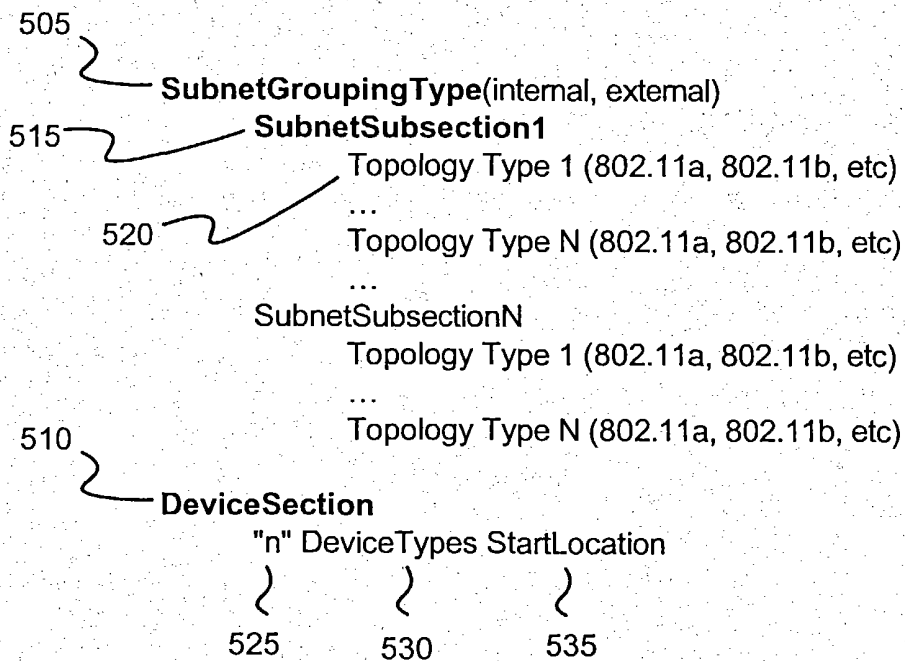 505
SubnetGroupingType(internal, external)
515
SubnetSubsection1
Topology Type 1 (802.11a, 802.11b, etc)
520
...
Topology Type N (802.11a, 802.11b, etc)
...
SubnetSubsectionN
Topology Type 1 (802.11a, 802.11b, etc)
...
Topology Type N (802.11a, 802.11b, etc)
510
DeviceSection
"n" DeviceTypes StartLocation
525 530 535